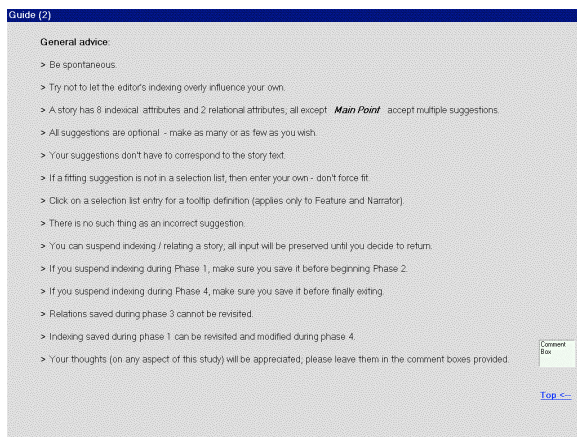 Guide (2)
General advice:
> Be spontaneous.
> Try not to let the editor's indexing overly influence your own.
> A story has 8 indexical attributes and 2 relational attributes; all except Main Point accept multiple suggestions.
> All suggestions are optional - make as many or as few as you wish.
> Your suggestions don't have to correspond to the story text.
> If a fitting suggestion is not in a selection list, then enter your own - don't force fit.
> Click on a selection list entry for a tooltip definition (applies only to Feature and Narrator).
> There is no such thing as an incorrect suggestion.
> You can suspend indexing / relating a story; all input will be preserved until you decide to return.
> If you suspend indexing during Phase 1, make sure you save it before beginning Phase 2.
> If you suspend indexing during Phase 4, make sure you save it before finally exiting.
> Relations saved during phase 3 cannot be revisited.
> Indexing saved during phase 1 can be revisited and modified during phase 4.
> Your thoughts (on any aspect of this study) will be appreciated; please leave them in the comment boxes provided.
Comment
Box
Top <--